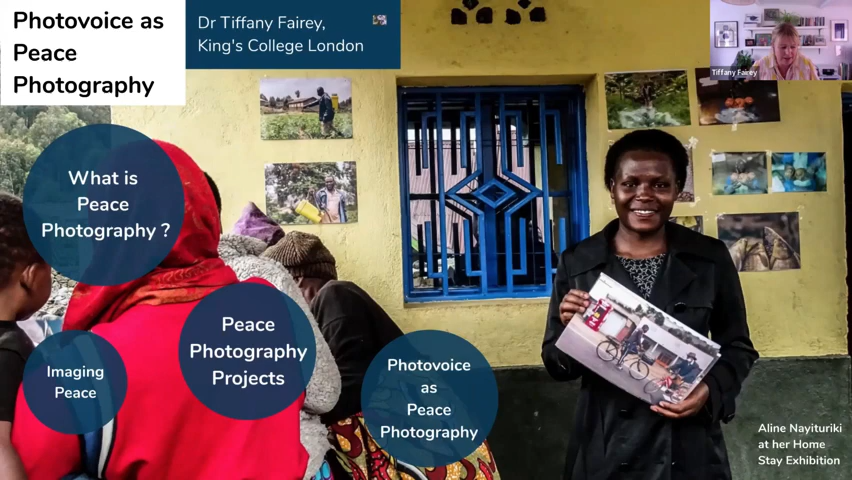 Photovoice as
Peace
Photography
Dr Tiffany Fairey,
King's College London
Tiffany Fairey
What is
Peace
Photography ?
Peace
Photography
Projects
Imaging
Peace
Photovoice
as
Peace
Photography
Aline Nayituriki
at her Home
Stay Exhibition